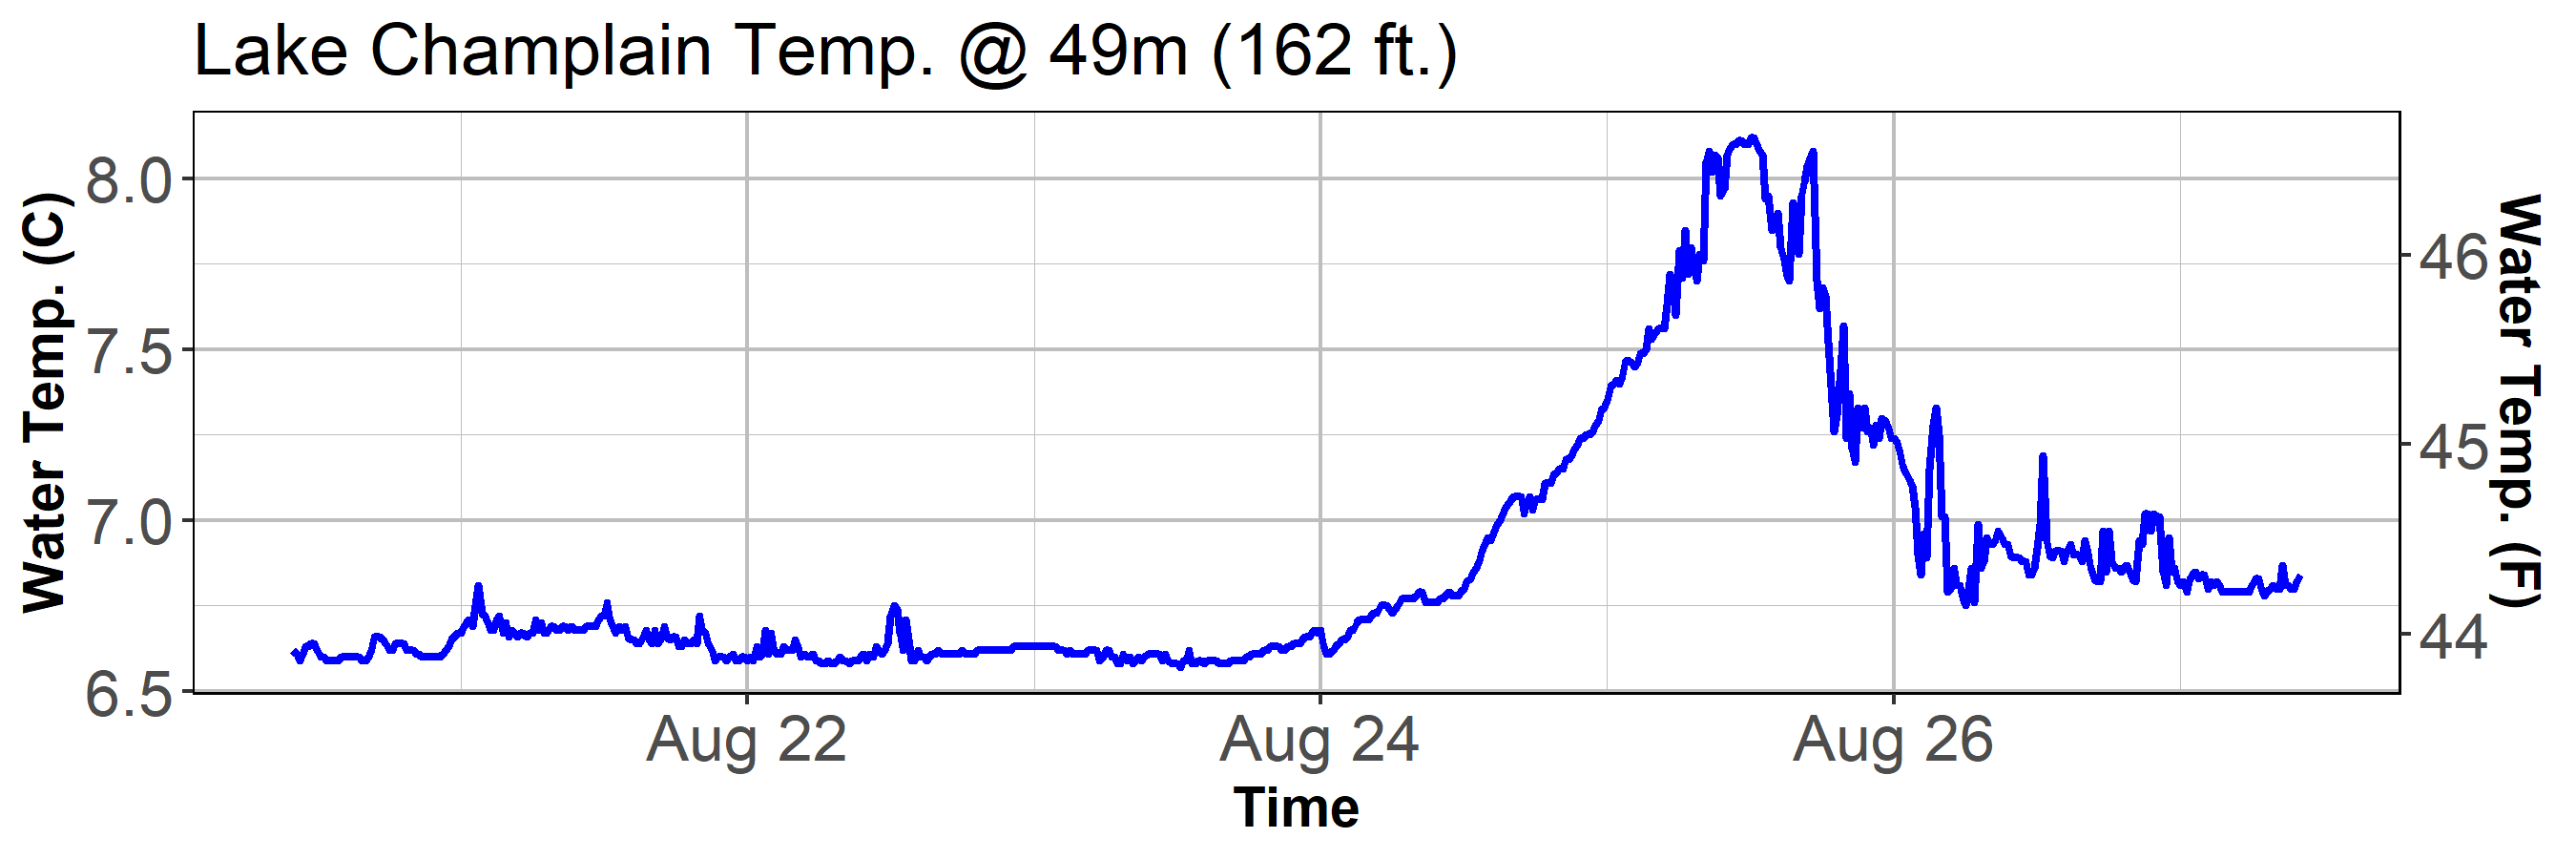 Lake Champlain Temp. @ 49m (162 ft.)
Water Temp. (C)
8.0
7.5
7.0
6.5
46
45
44
Water Temp. (F)
Aug 22
Aug 24
Aug 26
Time